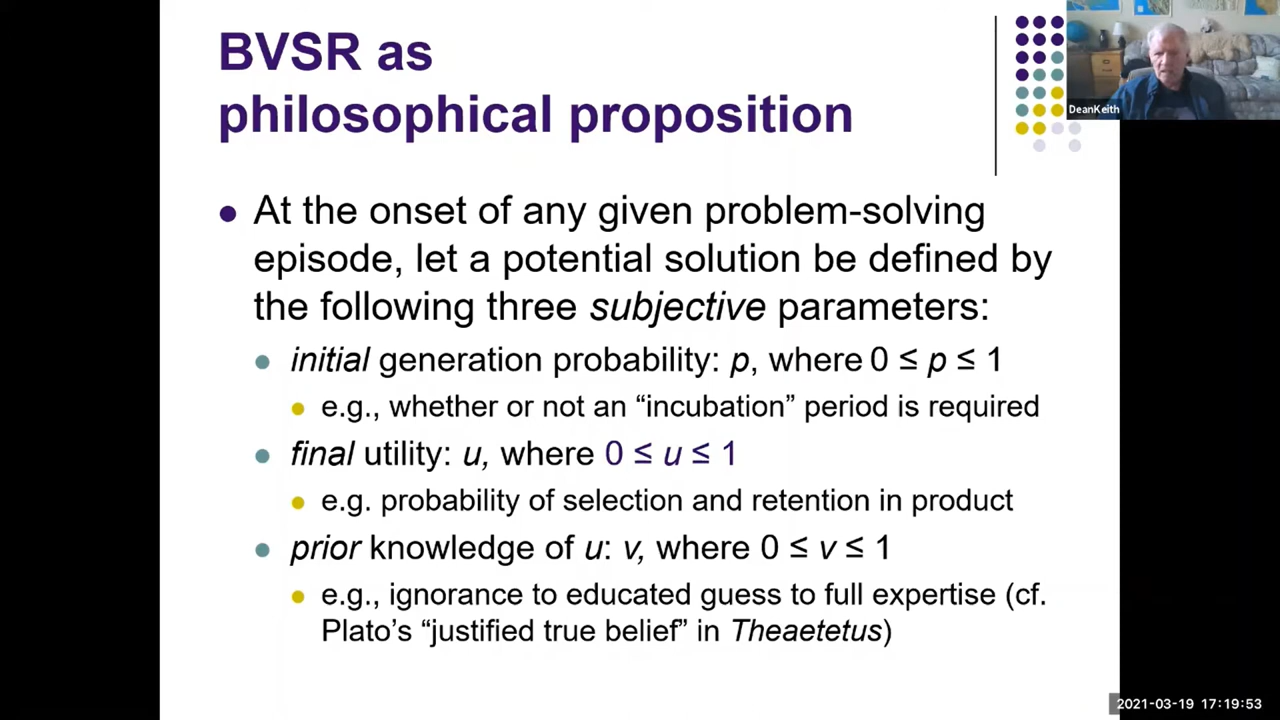 BVSR as
philosophical proposition
DeanKeith
At the onset of any given problem-solving
episode, let a potential solution be defined by
the following three subjective parameters:
initial generation probability: p, where 0 ≤ p ≤ 1
e.g., whether or not an “incubation” period is required
final utility: u, where 0 ≤ u ≤ 1
e.g. probability of selection and retention in product
prior knowledge of u: v, where 0 ≤ v ≤ 1
e.g., ignorance to educated guess to full expertise (cf.
Plato’s “justified true belief” in Theaetetus)
2021-03-19 17:19:53